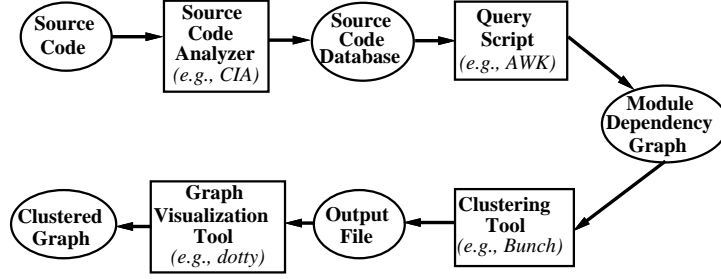 Source
Code
Source
Code
Analyzer
(e.g., CIA)
Source
Code
Database
Query
Script
(e.g., AWK)
Module
Dependency
Graph
Clustering
Tool
(e.g., Bunch)
Output
File
Graph
Visualization
Tool
(e.g., dotty)
Clustered
Graph